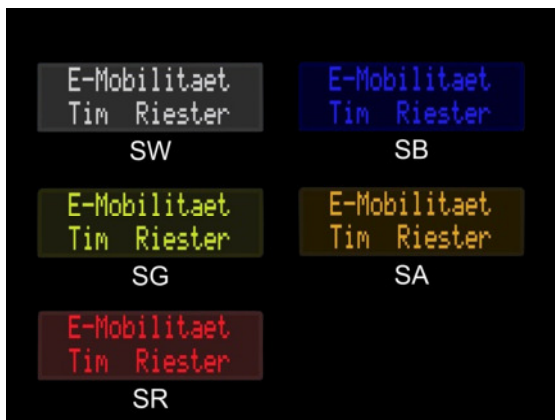 E-Mobilitaet
Tim Riester
SW
E-Mobilitaet
Tim Riester
SB
E-Mobilitaet
Tim Riester
SG
E-Mobilitaet
Tim Riester
SA
E-Mobilitaet
Tim Riester
SR